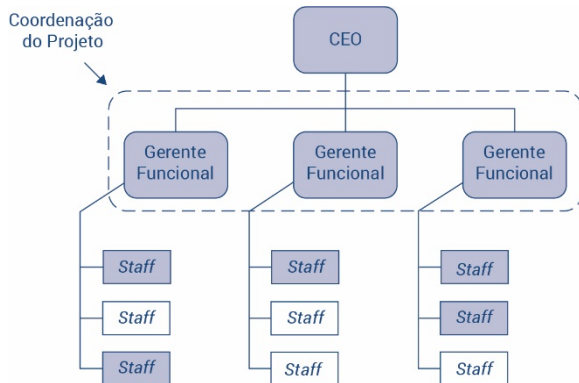 Coordenação
do Projeto
CEO
Gerente
Funcional
Gerente
Funcional
Gerente
Funcional
Staff
Staff
Staff
Staff
Staff
Staff
Staff
Staff
Staff